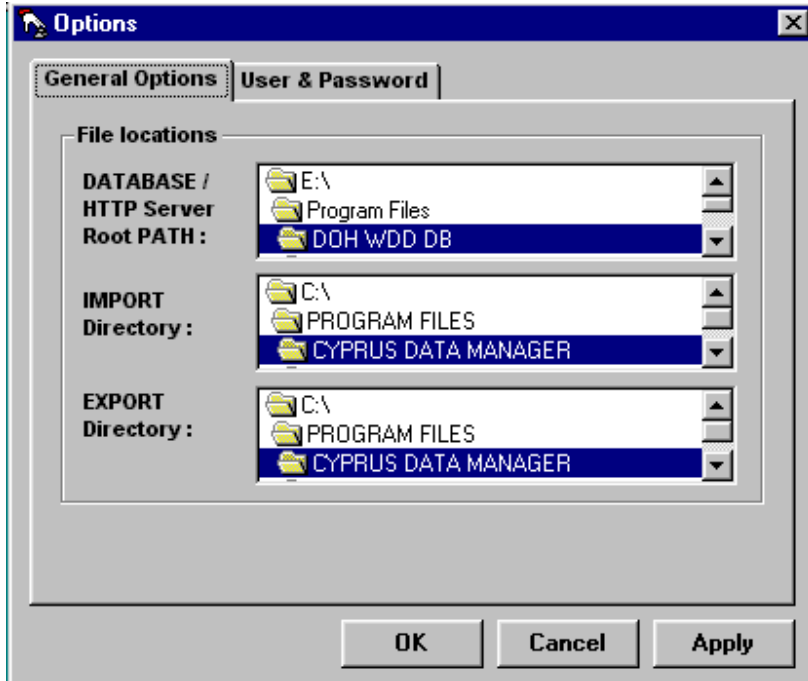 Options
General Options User & Password
File locations
DATABASE /
HTTP Server
Root PATH :
E:\
Program Files
DOH WDD DB
IMPORT
Directory :
C:\
PROGRAM FILES
CYPRUS DATA MANAGER
EXPORT
Directory :
C:\
PROGRAM FILES
CYPRUS DATA MANAGER
OK Cancel Apply